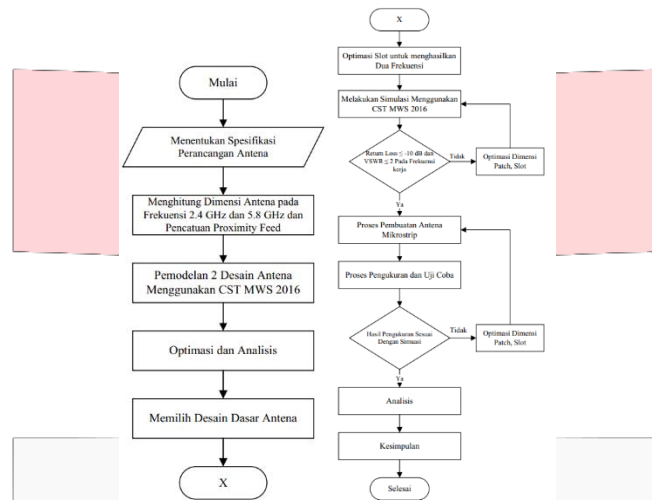 Mulai
Menentukan Spesifikasi
Perancangan Antena
Menghitung Dimensi Antena pada
Frekuensi 2.4 GHz dan 5.8 GHz dan
Pencatuan Proximity Feed
Pemodelan 2 Desain Antena
Menggunakan CST MWS 2016
Optimasi dan Analisis
Memilih Desain Dasar Antena
X
X
Optimasi Slot untuk menghasilkan
Dua Frekuensi
Melakukan Simulasi Menggunakan
CST MWS 2016
Return Loss ≤ -10 dB dan
VSWR ≤ 2 Pada Frekuensi
kerja
Tidak
Optimasi Dimensi
Patch, Slot
Ya
Proses Pembuatan Antena
Mikrostrip
Proses Pengukuran dan Uji Coba
Hasil Pengukuran Sesuai
Dengan Simuasi
Tidak
Optimasi Dimensi
Patch, Slot
Ya
Analisis
Kesimpulan
Selesai